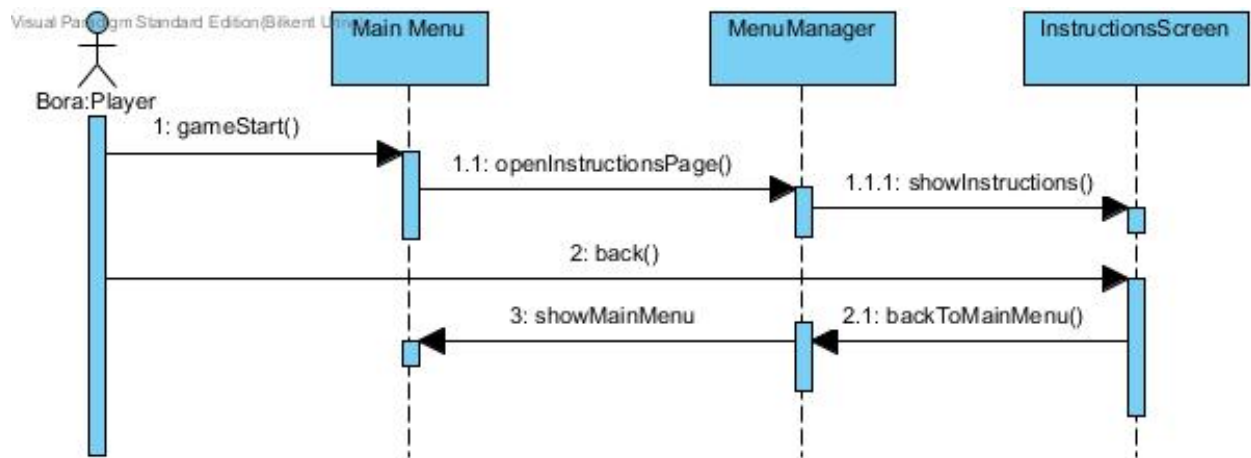 Visual Paradigm Standard Edition(Bilkent
Main Menu
MenuManager
InstructionsScreen
Bora:Player
1: gameStart()
1.1: openInstructionsPage()
1.1.1: showInstructions()
2: back()
3: showMainMenu
2.1: backToMainMenu()